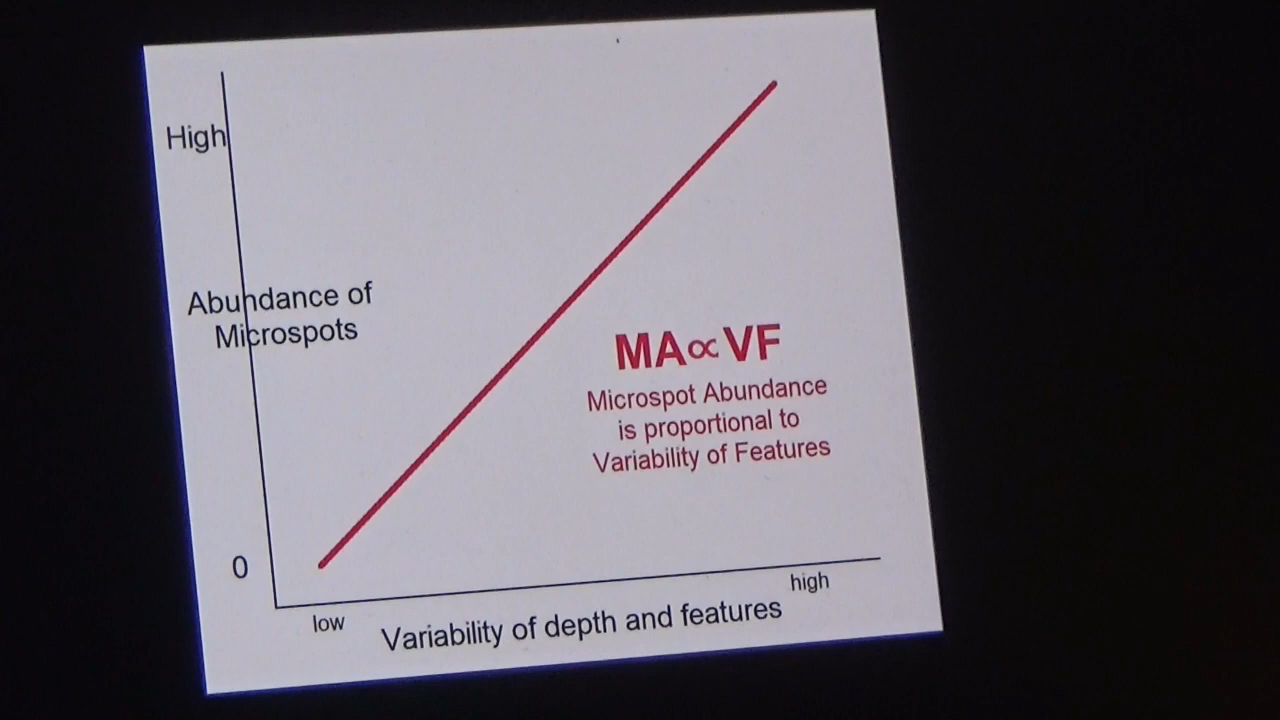 High
Abundance of
Microspots
MA∝VF
Microspot Abundance
is proportional to
Variability of Features
0
low
high
Variability of depth and features